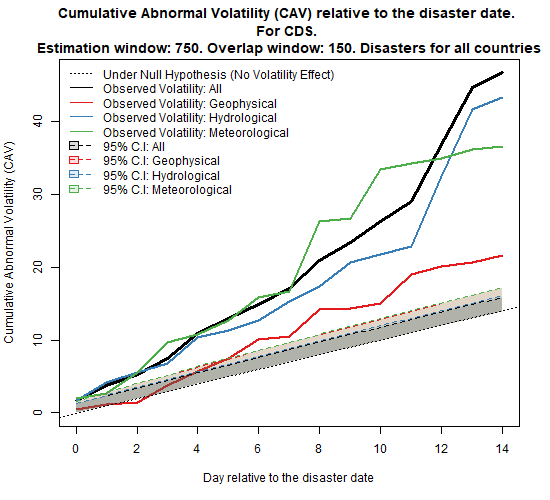 Cumulative Abnormal Volatility (CAV) relative to the disaster date.
For CDS.
Estimation window: 750. Overlap window: 150. Disasters for all countries
Under Null Hypothesis (No Volatility Effect)
Observed Volatility: All
Observed Volatility: Geophysical
Observed Volatility: Hydrological
Observed Volatility: Meteorological
95% C.I: All
95% C.I: Geophysical
95% C.I: Hydrological
95% C.I: Meteorological
Cumulative Abnormal Volatility (CAV)
40
30
20
10
0
0 2 4 6 8 10 12 14
Day relative to the disaster date